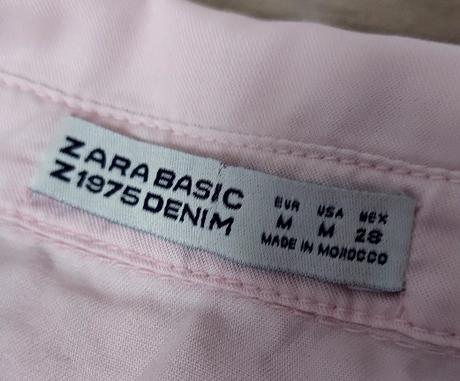 ZARA BASIC
Z1975 DENIM
EUR USA MEX
M M 28
MADE IN MOROCCO